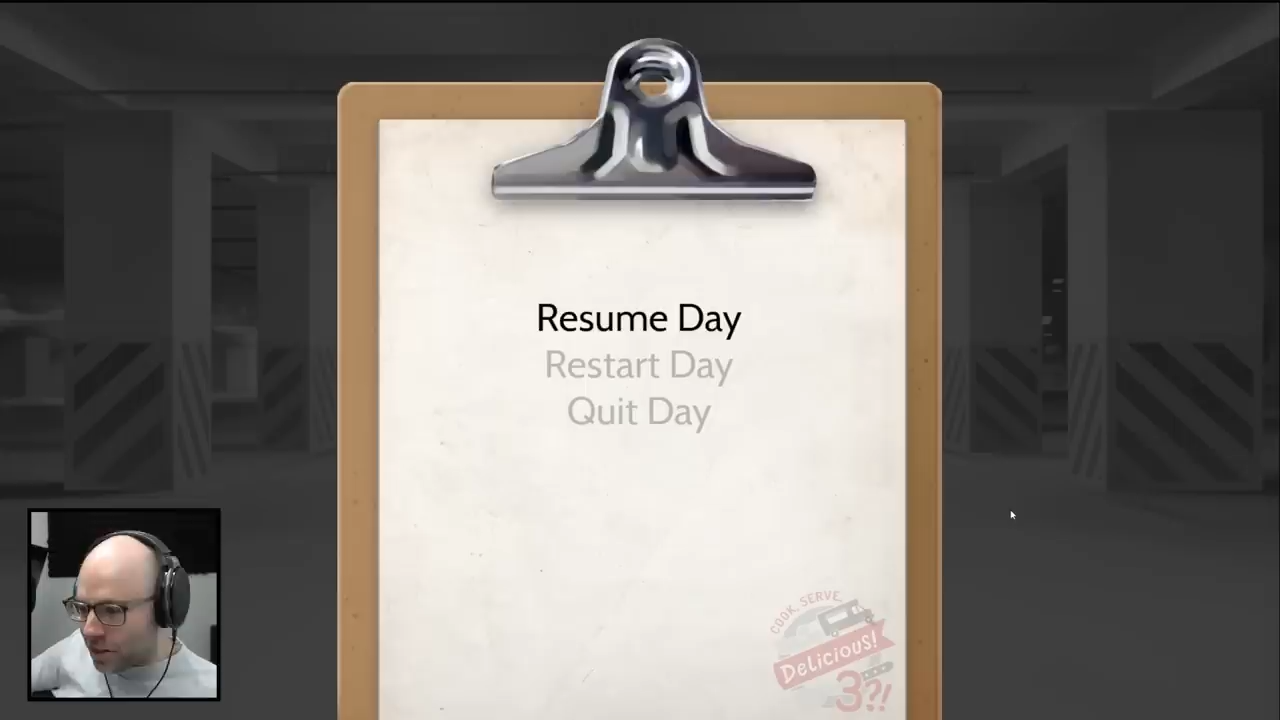 Resume Day
Restart Day
Quit Day
COOK, SERVE,
Delicious!
3?!